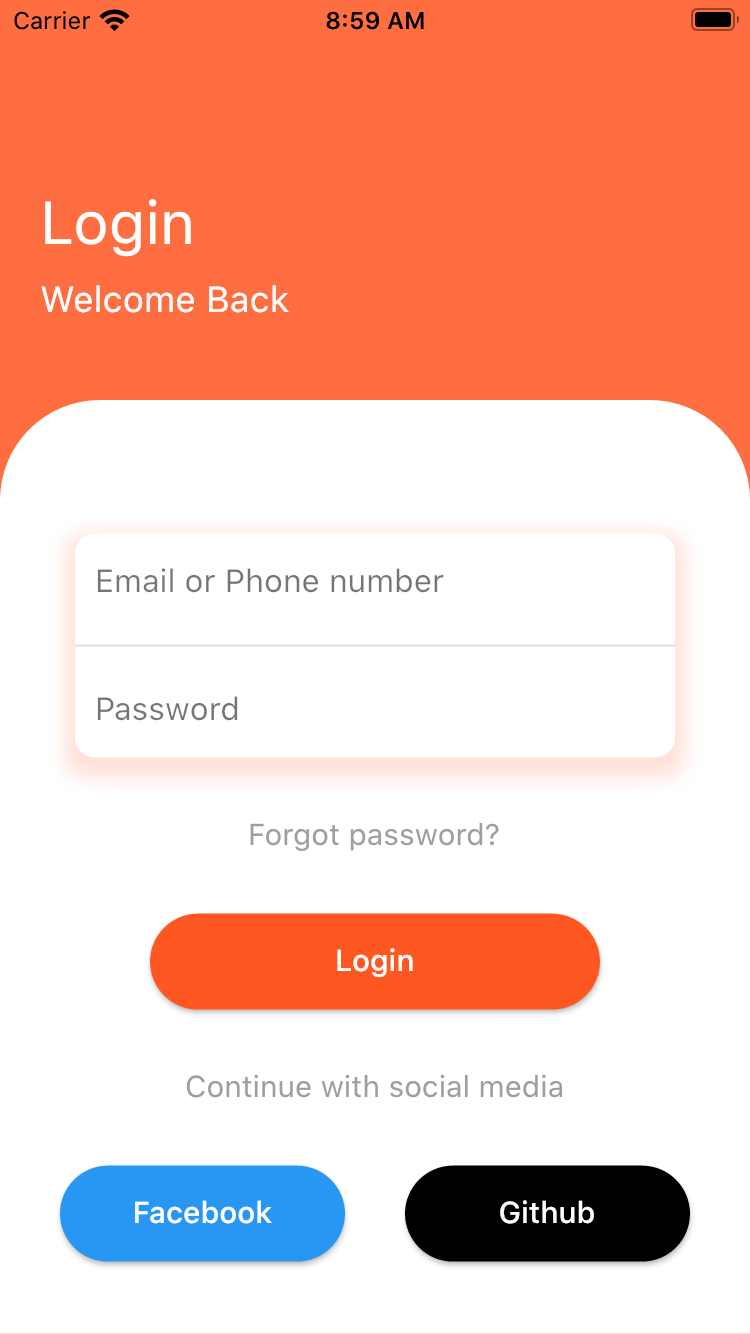 Carrier 8:59 AM
Login
Welcome Back
Email or Phone number
Password
Forgot password?
Login
Continue with social media
Facebook Github